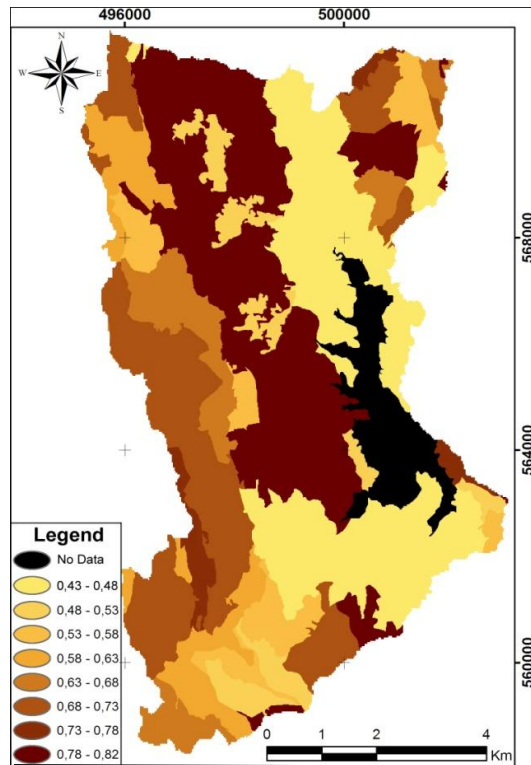 496000 500000
N
W E
S
568000
564000
560000
Legend
No Data
0,43 - 0,48
0,48 - 0,53
0,53 - 0,58
0,58 - 0,63
0,63 - 0,68
0,68 - 0,73
0,73 - 0,78
0,78 - 0,82
0 1 2 4
Km